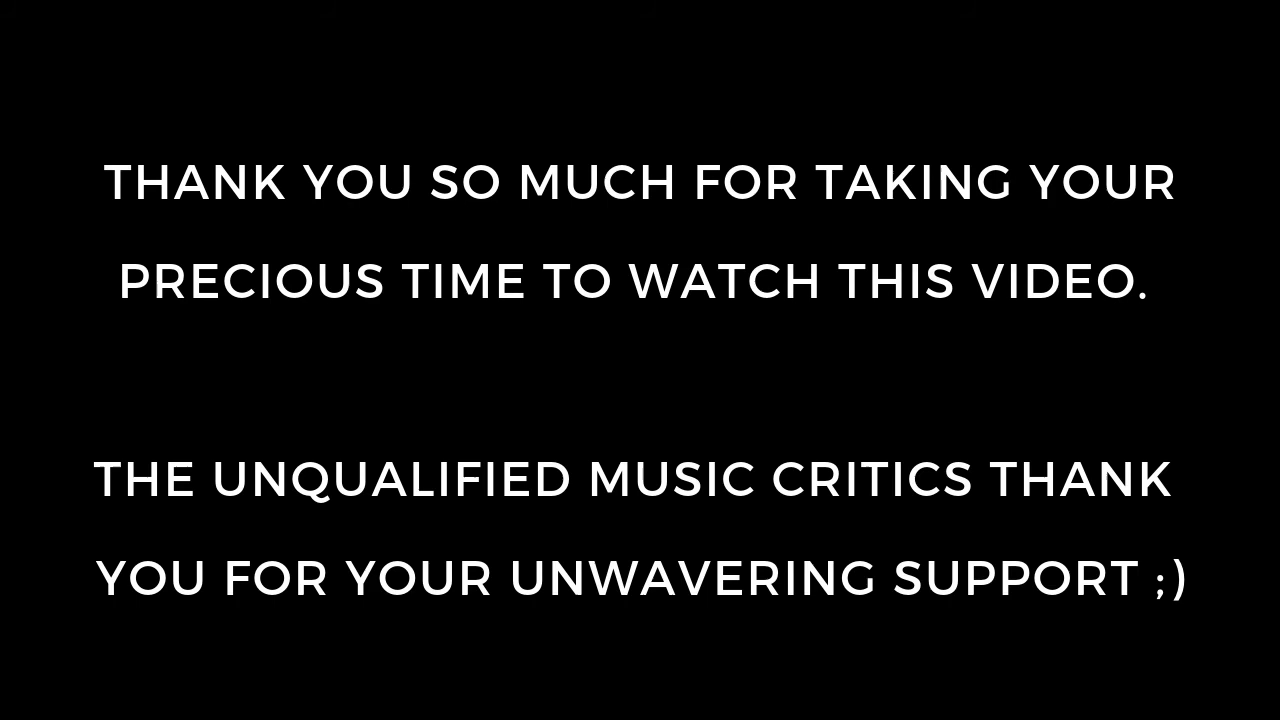 THANK YOU SO MUCH FOR TAKING YOUR
PRECIOUS TIME TO WATCH THIS VIDEO.
THE UNQUALIFIED MUSIC CRITICS THANK
YOU FOR YOUR UNWAVERING SUPPORT ;)